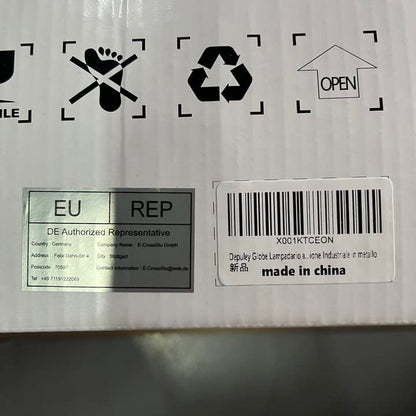 ILE
OPEN
EU REP
DE Authorized Representative
Country : Germany Company Name : E-CrossStu GmbH
Address : Felix-Dahn-Str.4 City : Stuttgart
Postcode : 70597 Contact Information : E-CrossStu@web.de
Tel : +49 71191222069
X001KTCEON
Depuley Globe Lampadario a...ione Industriale in metallo
新品
made in china